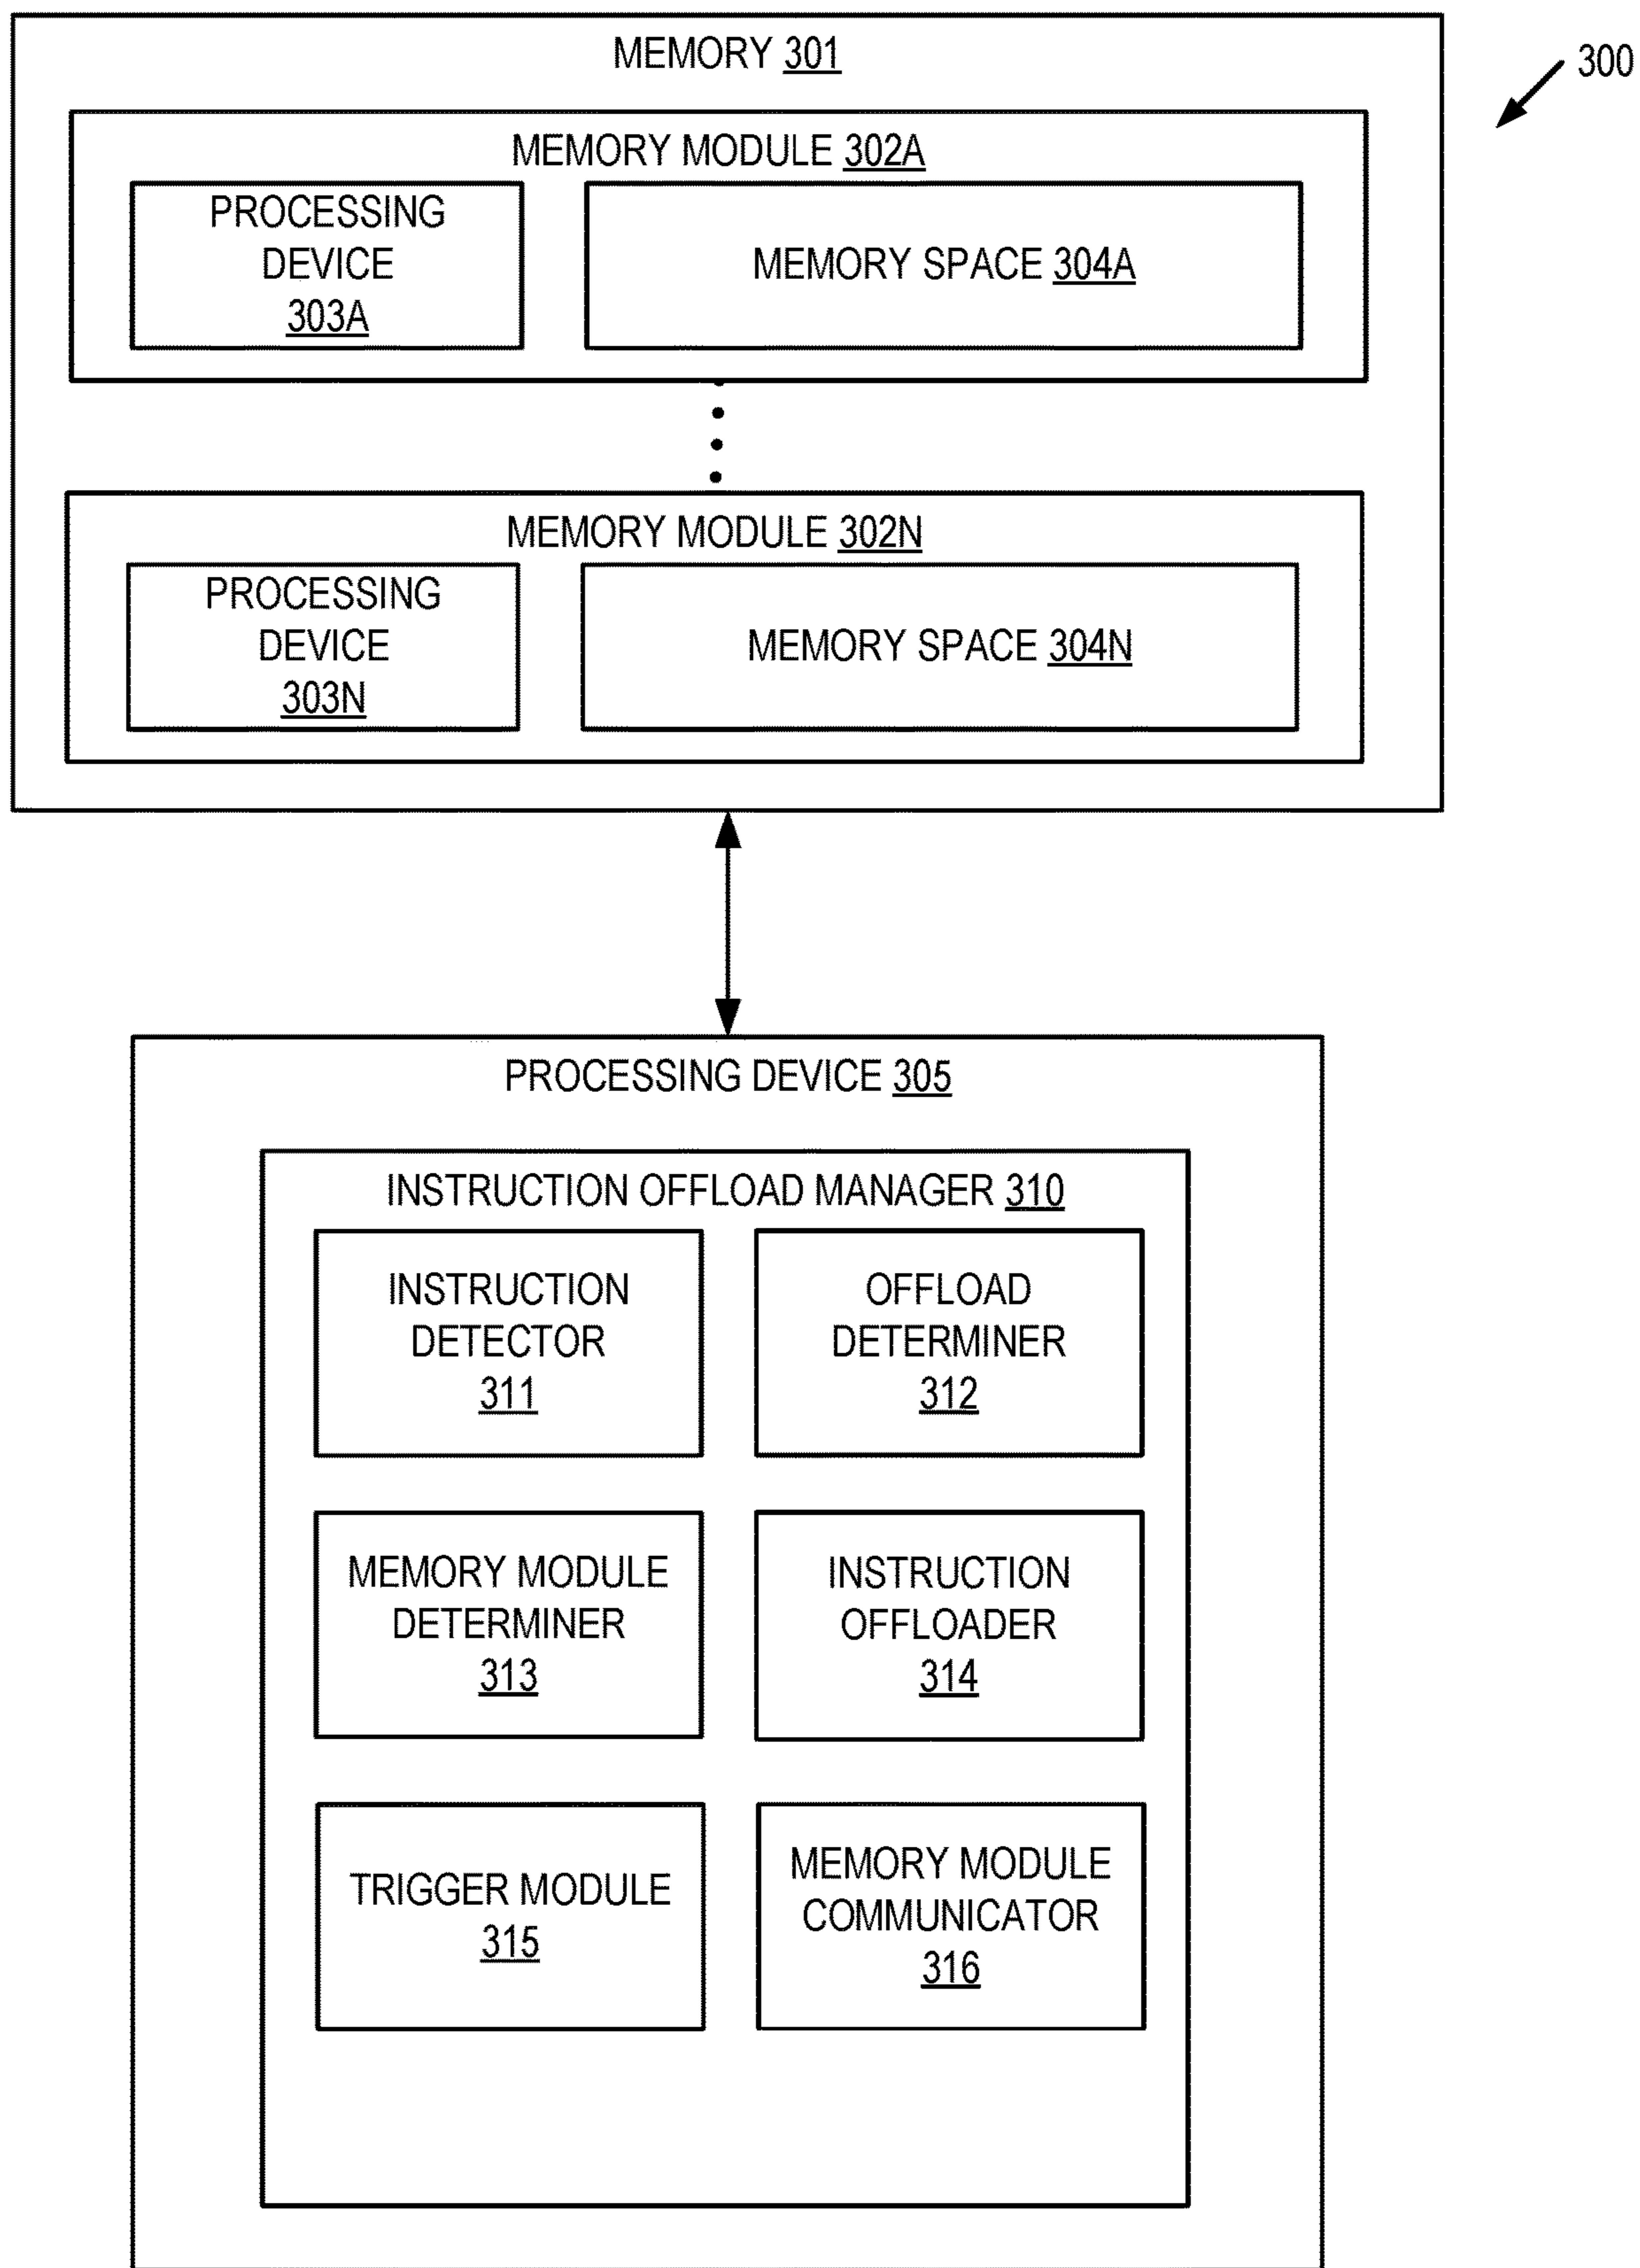 MEMORY 301
300
MEMORY MODULE 302A
PROCESSING
DEVICE
303A
MEMORY SPACE 304A
MEMORY MODULE 302N
PROCESSING
DEVICE
303N
MEMORY SPACE 304N
PROCESSING DEVICE 305
INSTRUCTION OFFLOAD MANAGER 310
INSTRUCTION
DETECTOR
311
OFFLOAD
DETERMINER
312
MEMORY MODULE
DETERMINER
313
INSTRUCTION
OFFLOADER
314
TRIGGER MODULE
315
MEMORY MODULE
COMMUNICATOR
316